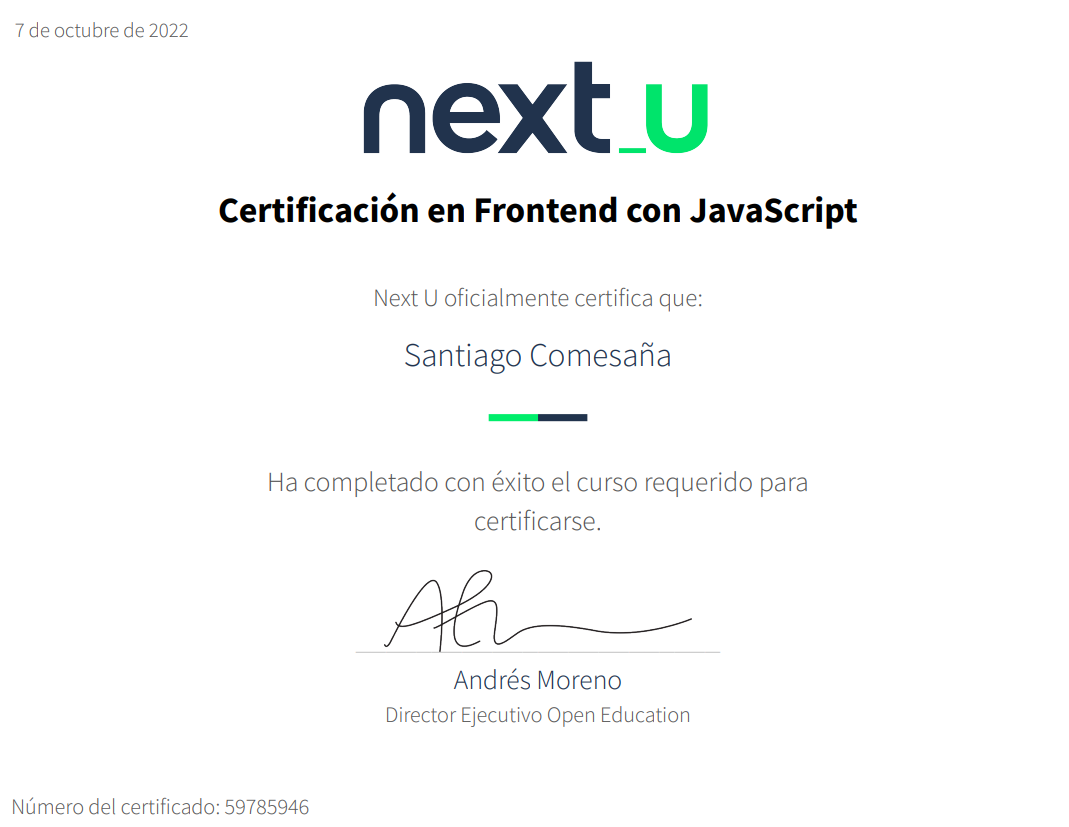 7 de octubre de 2022
next_u
Certificación en Frontend con JavaScript
Next U oficialmente certifica que:
Santiago Comesaña
Ha completado con éxito el curso requerido para
certificarse.
Andrés Moreno
Director Ejecutivo Open Education
Número del certificado: 59785946